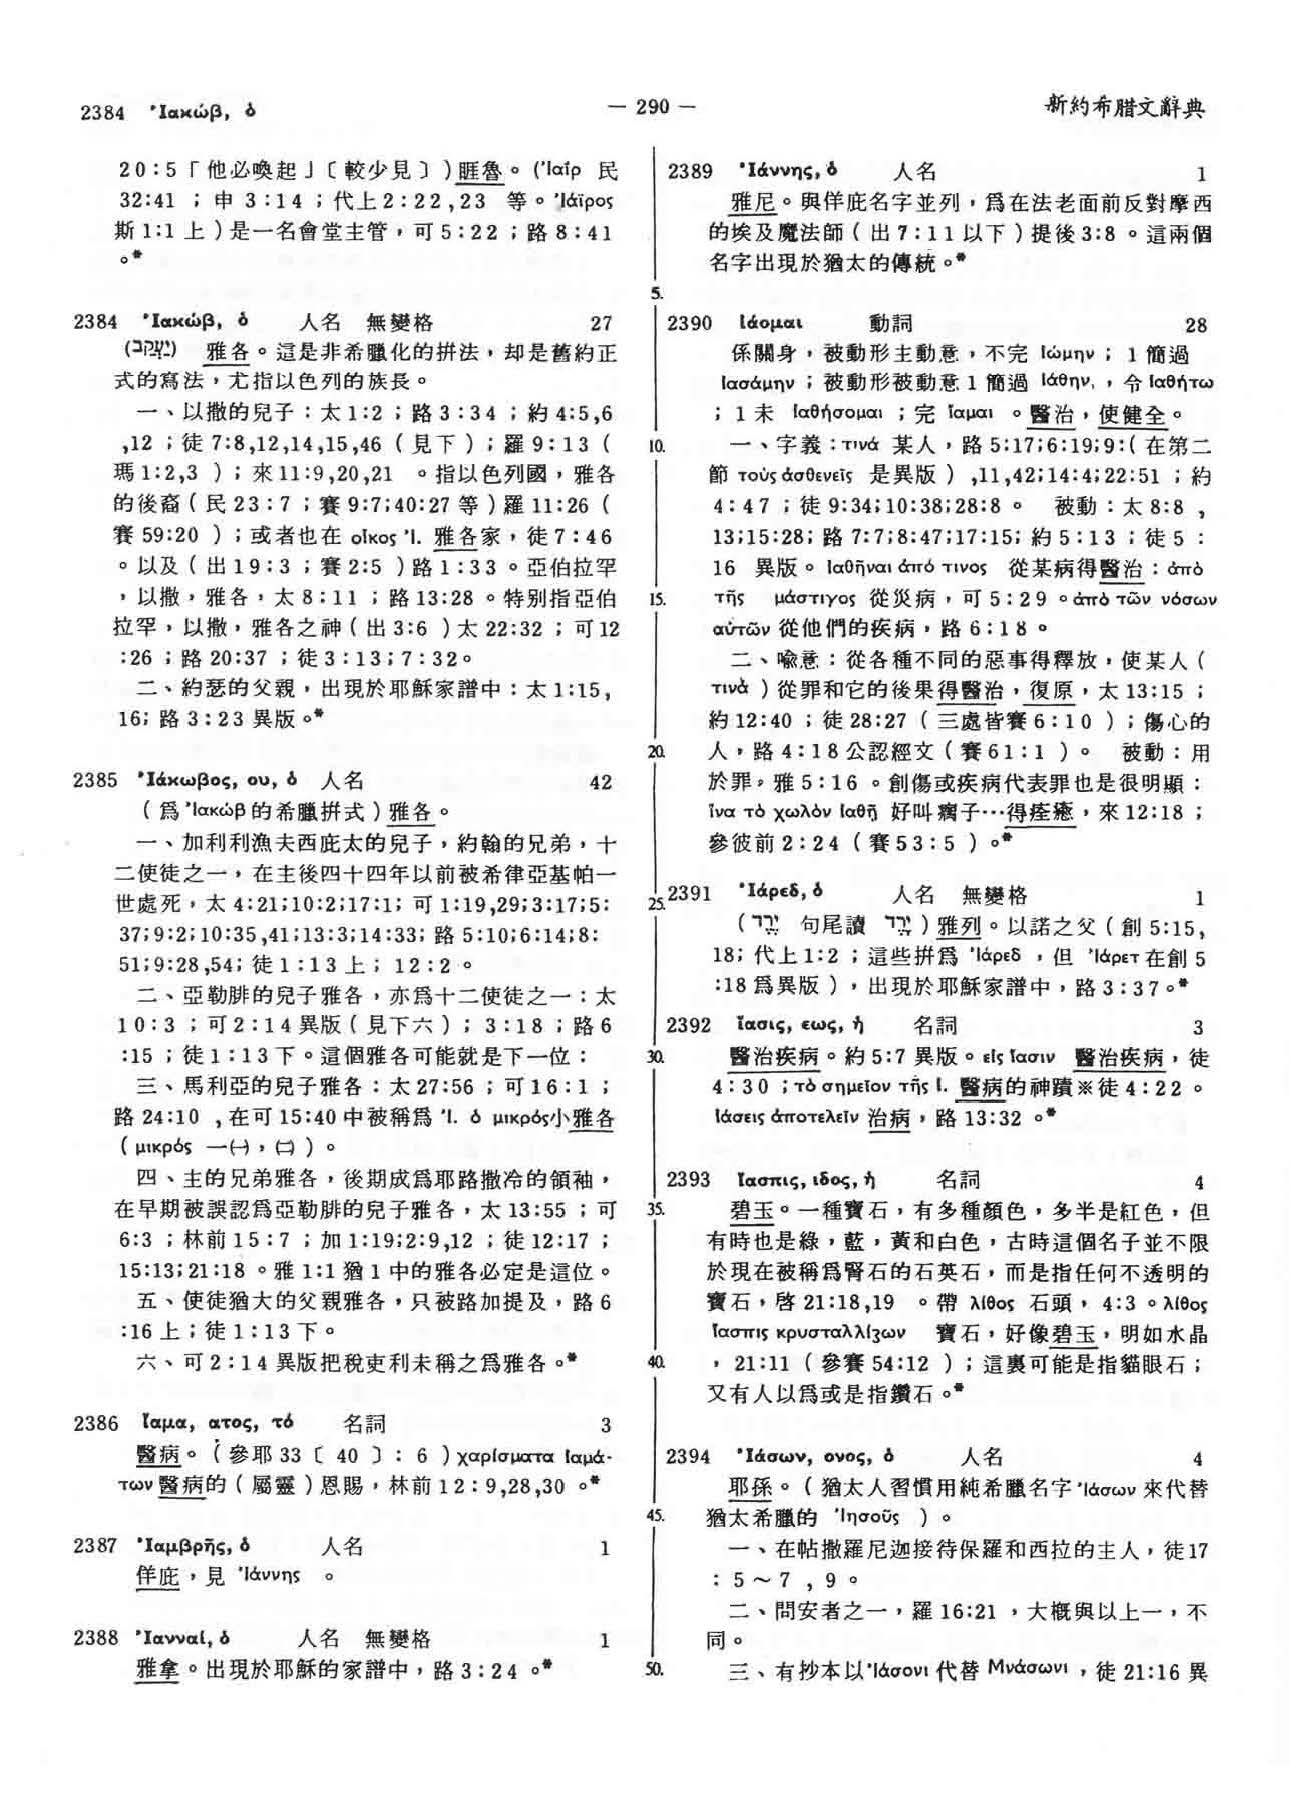 2384 Ἰακώβ, ὁ
— 290 —
新約希腊文辭典
20:5「他必喚起」〔較少見〕)睚魯。(Ἰαΐρ 民
32:41 ；申 3:14 ；代上2:22,23 等。Ἰάϊρος
斯 1:1 上)是一名會堂主管，可 5:22 ；路 8:41
。*
2384 Ἰακώβ, ὁ 人名 無變格 27
(יַעֲקֹב) 雅各。這是非希臘化的拼法，却是舊約正
式的寫法，尤指以色列的族長。
一、以撒的兒子：太 1:2 ；路 3:34 ；約 4:5,6
,12 ；徒 7:8,12,14,15,46 (見下)；羅 9:13 (
瑪 1:2,3 )；來 11:9,20,21 。指以色列國，雅各
的後裔(民 23:7 ；賽 9:7;40:27 等)羅 11:26 (
賽 59:20 )；或者也在 οἶκος Ἰ. 雅各家，徒 7:46
。以及(出 19:3 ；賽 2:5 )路 1:33 。亞伯拉罕
，以撒，雅各，太 8:11 ；路 13:28 。特別指亞伯
拉罕，以撒，雅各之神(出 3:6 )太 22:32 ；可 12
:26 ；路 20:37 ；徒 3:13;7:32。
二、約瑟的父親，出現於耶穌家譜中：太 1:15,
16; 路 3:23 異版。*
2385 Ἰάκωβος, ου, ὁ 人名 42
(爲 Ἰακώβ 的希臘拼式)雅各。
一、加利利漁夫西庇太的兒子，約翰的兄弟，十
二使徒之一，在主後四十四年以前被希律亞基帕一
世處死，太 4:21;10:2;17:1; 可 1:19,29;3:17;5:
37;9:2;10:35,41;13:3;14:33; 路 5:10;6:14;8:
51;9:28,54; 徒 1:13 上； 12:2 。
二、亞勒腓的兒子雅各，亦爲十二使徒之一：太
10:3 ；可 2:14 異版(見下六)； 3:18 ；路 6
:15 ；徒 1:13 下。這個雅各可能就是下一位：
三、馬利亞的兒子雅各：太 27:56 ；可 16:1 ；
路 24:10 ,在可 15:40 中被稱爲 Ἰ. ὁ μικρός小雅各
(μικρός 一㈠，㈡)。
四、主的兄弟雅各，後期成爲耶路撒冷的領袖，
在早期被誤認爲亞勒腓的兒子雅各，太 13:55 ；可
6:3 ；林前 15:7 ；加 1:19;2:9,12 ；徒 12:17 ；
15:13;21:18 。雅 1:1 猶 1 中的雅各必定是這位。
五、使徒猶大的父親雅各，只被路加提及，路 6
:16 上；徒 1:13 下。
六、可 2:14 異版把稅吏利未稱之爲雅各。*
2386 ἴαμα, ατος, τό 名詞 3
醫病。(參耶 33〔 40 〕: 6 )χαρίσματα ἰαμά-
των 醫病的(屬靈)恩賜，林前 12:9,28,30 。*
2387 Ἰαμβρῆς, ὁ 人名 1
佯庇，見 Ἰάννης 。
2388 Ἰανναί, ὁ 人名 無變格 1
雅拿。出現於耶穌的家譜中，路 3:24 。*
5.
10.
15.
20.
25.
30.
35.
40.
45.
50.
2389 Ἰάννης, ὁ 人名 1
雅尼。與佯庇名字並列，爲在法老面前反對摩西
的埃及魔法師(出 7:11 以下)提後 3:8 。這兩個
名字出現於猶太的傳統。*
2390 ἰάομαι 動詞 28
係關身，被動形主動意，不完 ἰώμην； 1 簡過
ἰασάμην；被動形被動意 1 簡過 ἰάθην, ，令 ἰαθήτω
；1 未 ἰαθήσομαι ；完 ἴαμαι 。醫治，使健全。
一、字義：τινά 某人，路 5:17;6:19;9:(在第二
節 τοὺς ἀσθενεῖς 是異版) ,11,42;14:4;22:51 ；約
4:47 ；徒 9:34;10:38;28:8 。 被動：太 8:8 ,
13;15:28; 路 7:7;8:47;17:15; 約 5:13 ；徒 5 :
16 異版。 ἰαθῆναι ἀπό τινος 從某病得醫治：ἀπὸ
τῆς μάστιγος 從災病，可 5:29 。ἀπὸ τῶν νόσων
αὐτῶν 從他們的疾病，路 6:18 。
二、喩意：從各種不同的惡事得釋放，使某人(
τινὰ )從罪和它的後果得醫治，復原，太 13:15 ；
約 12:40 ；徒 28:27 (三處皆賽 6:10 )；傷心的
人，路 4:18 公認經文(賽 61:1 )。 被動：用
於罪，雅 5:16 。創傷或疾病代表罪也是很明顯：
ἵνα τὸ χωλὸν ἰαθῇ 好叫瘸子…得痊癒，來 12:18 ；
參彼前 2:24 (賽 53:5 )。*
2391 Ἰάρεδ, ὁ 人名 無變格 1
(יֶרֶד 句尾讀 יָרֶד )雅列。以諾之父(創 5:15,
18; 代上 1:2 ；這些拼爲 Ἰάρεδ ，但 Ἰάρετ 在創 5
:18 爲異版)，出現於耶穌家譜中，路 3:37。*
2392 ἴασις, εως, ἡ 名詞 3
醫治疾病。約 5:7 異版。εἰς ἴασιν 醫治疾病，徒
4:30 ；τὸ σημεῖον τῆς ἰ. 醫病的神蹟※徒 4:22 。
ἰάσεις ἀποτελεῖν 治病，路 13:32 。*
2393 ἴασπις, ιδος, ἡ 名詞 4
碧玉。一種寶石，有多種顏色，多半是紅色，但
有時也是綠，藍，黃和白色，古時這個名子並不限
於現在被稱爲腎石的石英石，而是指任何不透明的
寶石，啓 21:18,19 。帶 λίθος 石頭， 4:3 。λίθος
ἴασπις κρυσταλλίζων 寶石，好像碧玉，明如水晶
，21:11 (參賽 54:12 )；這裏可能是指貓眼石；
又有人以爲或是指鑽石。*
2394 Ἰάσων, ονος, ὁ 人名 4
耶孫。(猶太人習慣用純希臘名字 Ἰάσων 來代替
猶太希臘的 Ἰησοῦς )。
一、在帖撒羅尼迦接待保羅和西拉的主人，徒17
: 5～7 , 9 。
二、問安者之一，羅 16:21 ，大概與以上一，不
同。
三、有抄本以 Ἰάσονι 代替 Μνάσωνι ，徒 21:16 異